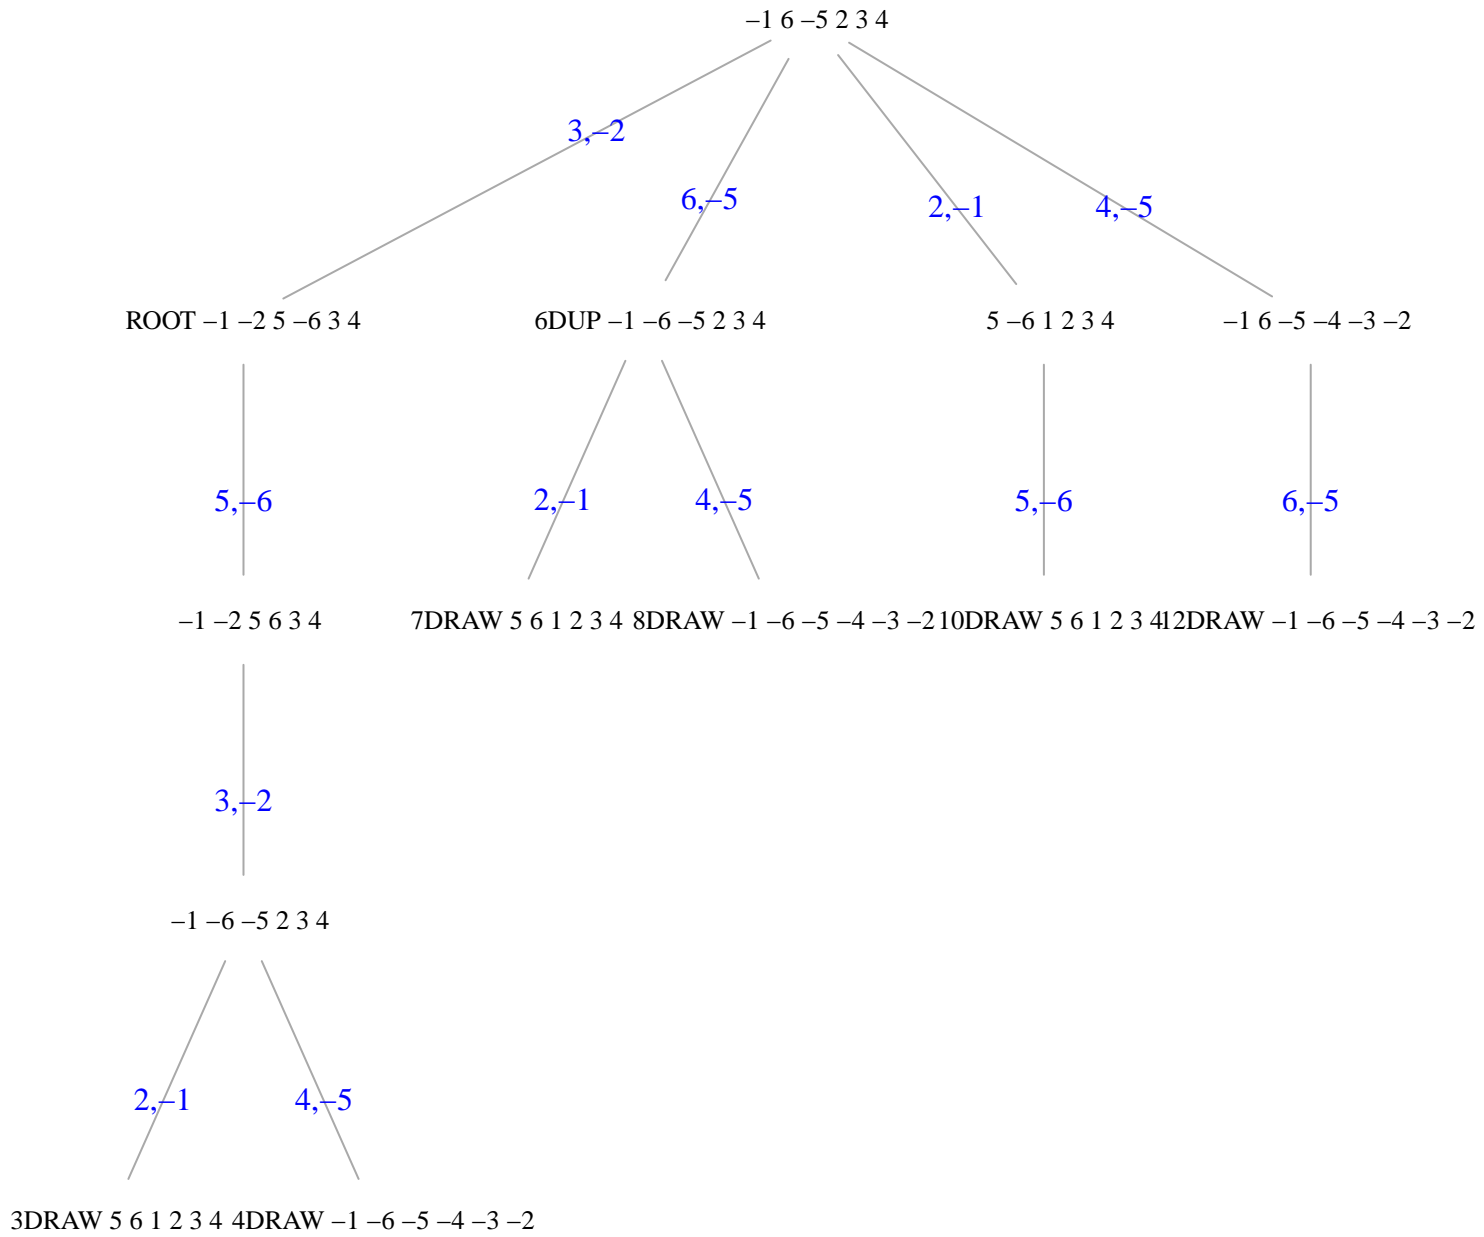 –1 6 –5 2 3 4
3,–2
6,–5
2,–1
4,–5
ROOT –1 –2 5 –6 3 4
6DUP –1 –6 –5 2 3 4
5 –6 1 2 3 4
–1 6 –5 –4 –3 –2
5,–6
2,–1
4,–5
5,–6
6,–5
–1 –2 5 6 3 4
7DRAW 5 6 1 2 3 4
8DRAW –1 –6 –5 –4 –3 –2
10DRAW 5 6 1 2 3 4
12DRAW –1 –6 –5 –4 –3 –2
3,–2
–1 –6 –5 2 3 4
2,–1
4,–5
3DRAW 5 6 1 2 3 4
4DRAW –1 –6 –5 –4 –3 –2